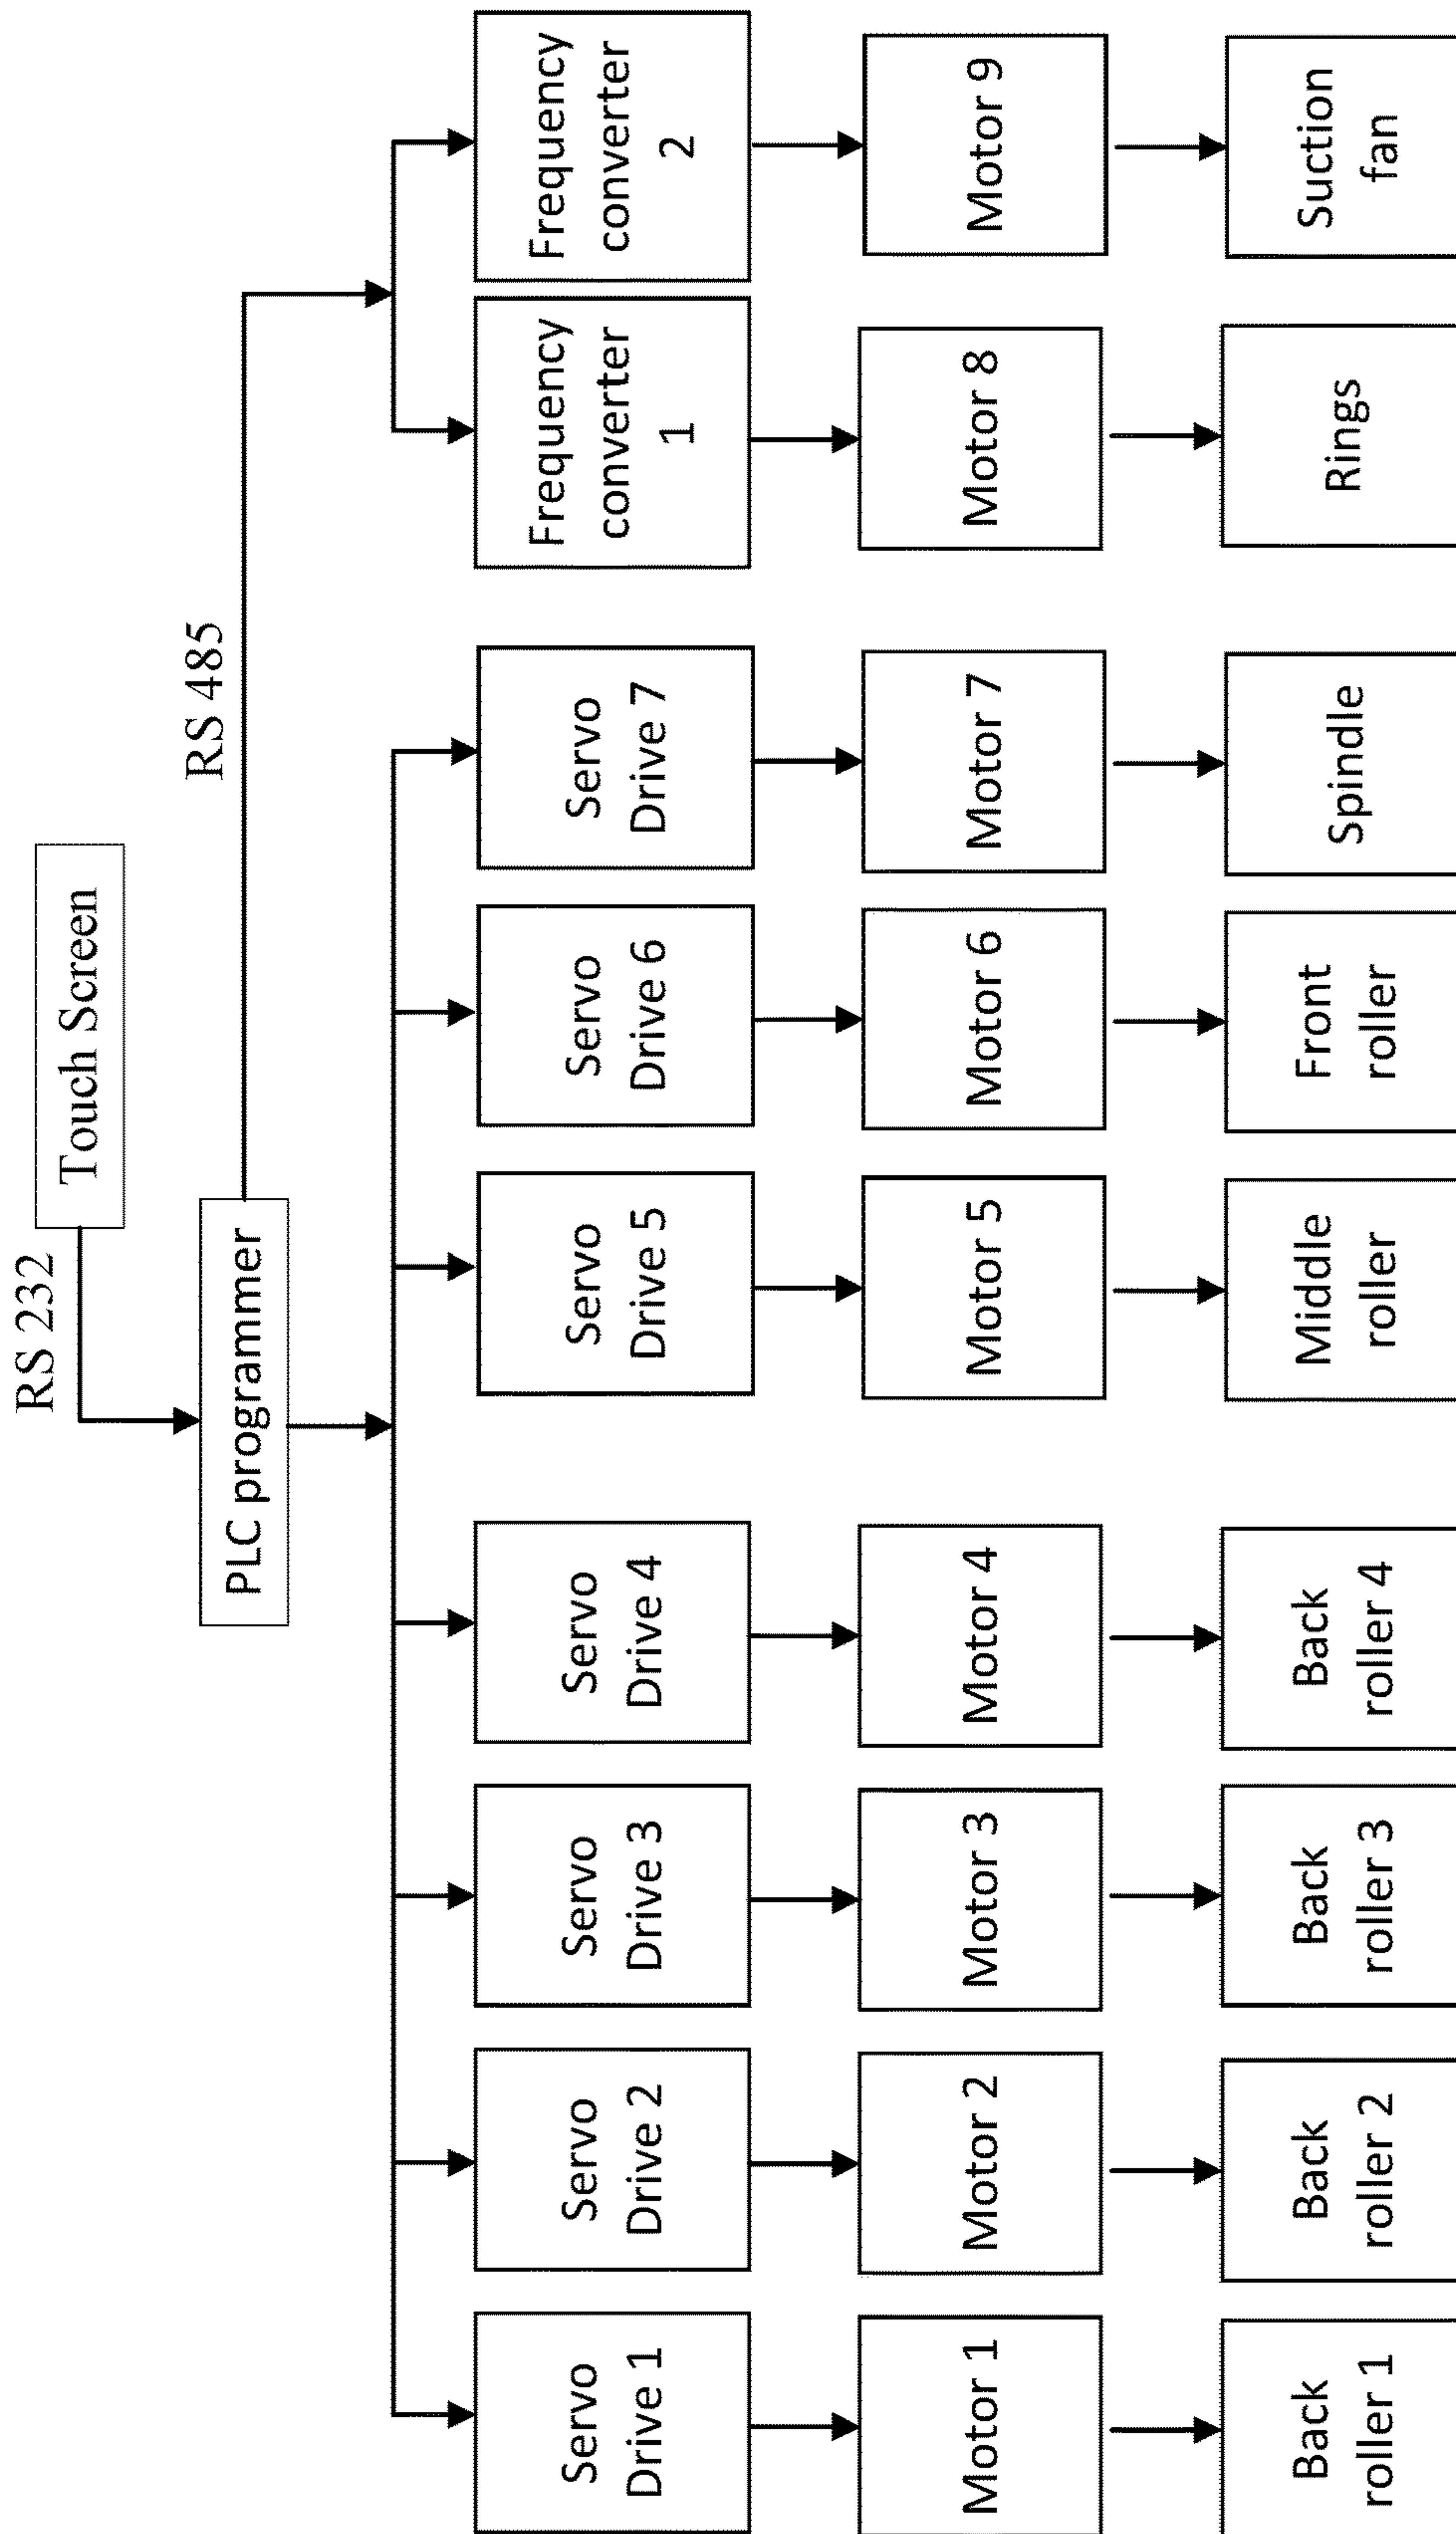 Touch Screen
RS 232
RS 485
PLC programmer
Servo
Drive 1
Servo
Drive 2
Servo
Drive 3
Servo
Drive 4
Servo
Drive 5
Servo
Drive 6
Servo
Drive 7
Frequency
converter
1
Frequency
converter
2
Motor 1
Motor 2
Motor 3
Motor 4
Motor 5
Motor 6
Motor 7
Motor 8
Motor 9
Back
roller 1
Back
roller 2
Back
roller 3
Back
roller 4
Middle
roller
Front
roller
Spindle
Rings
Suction
fan